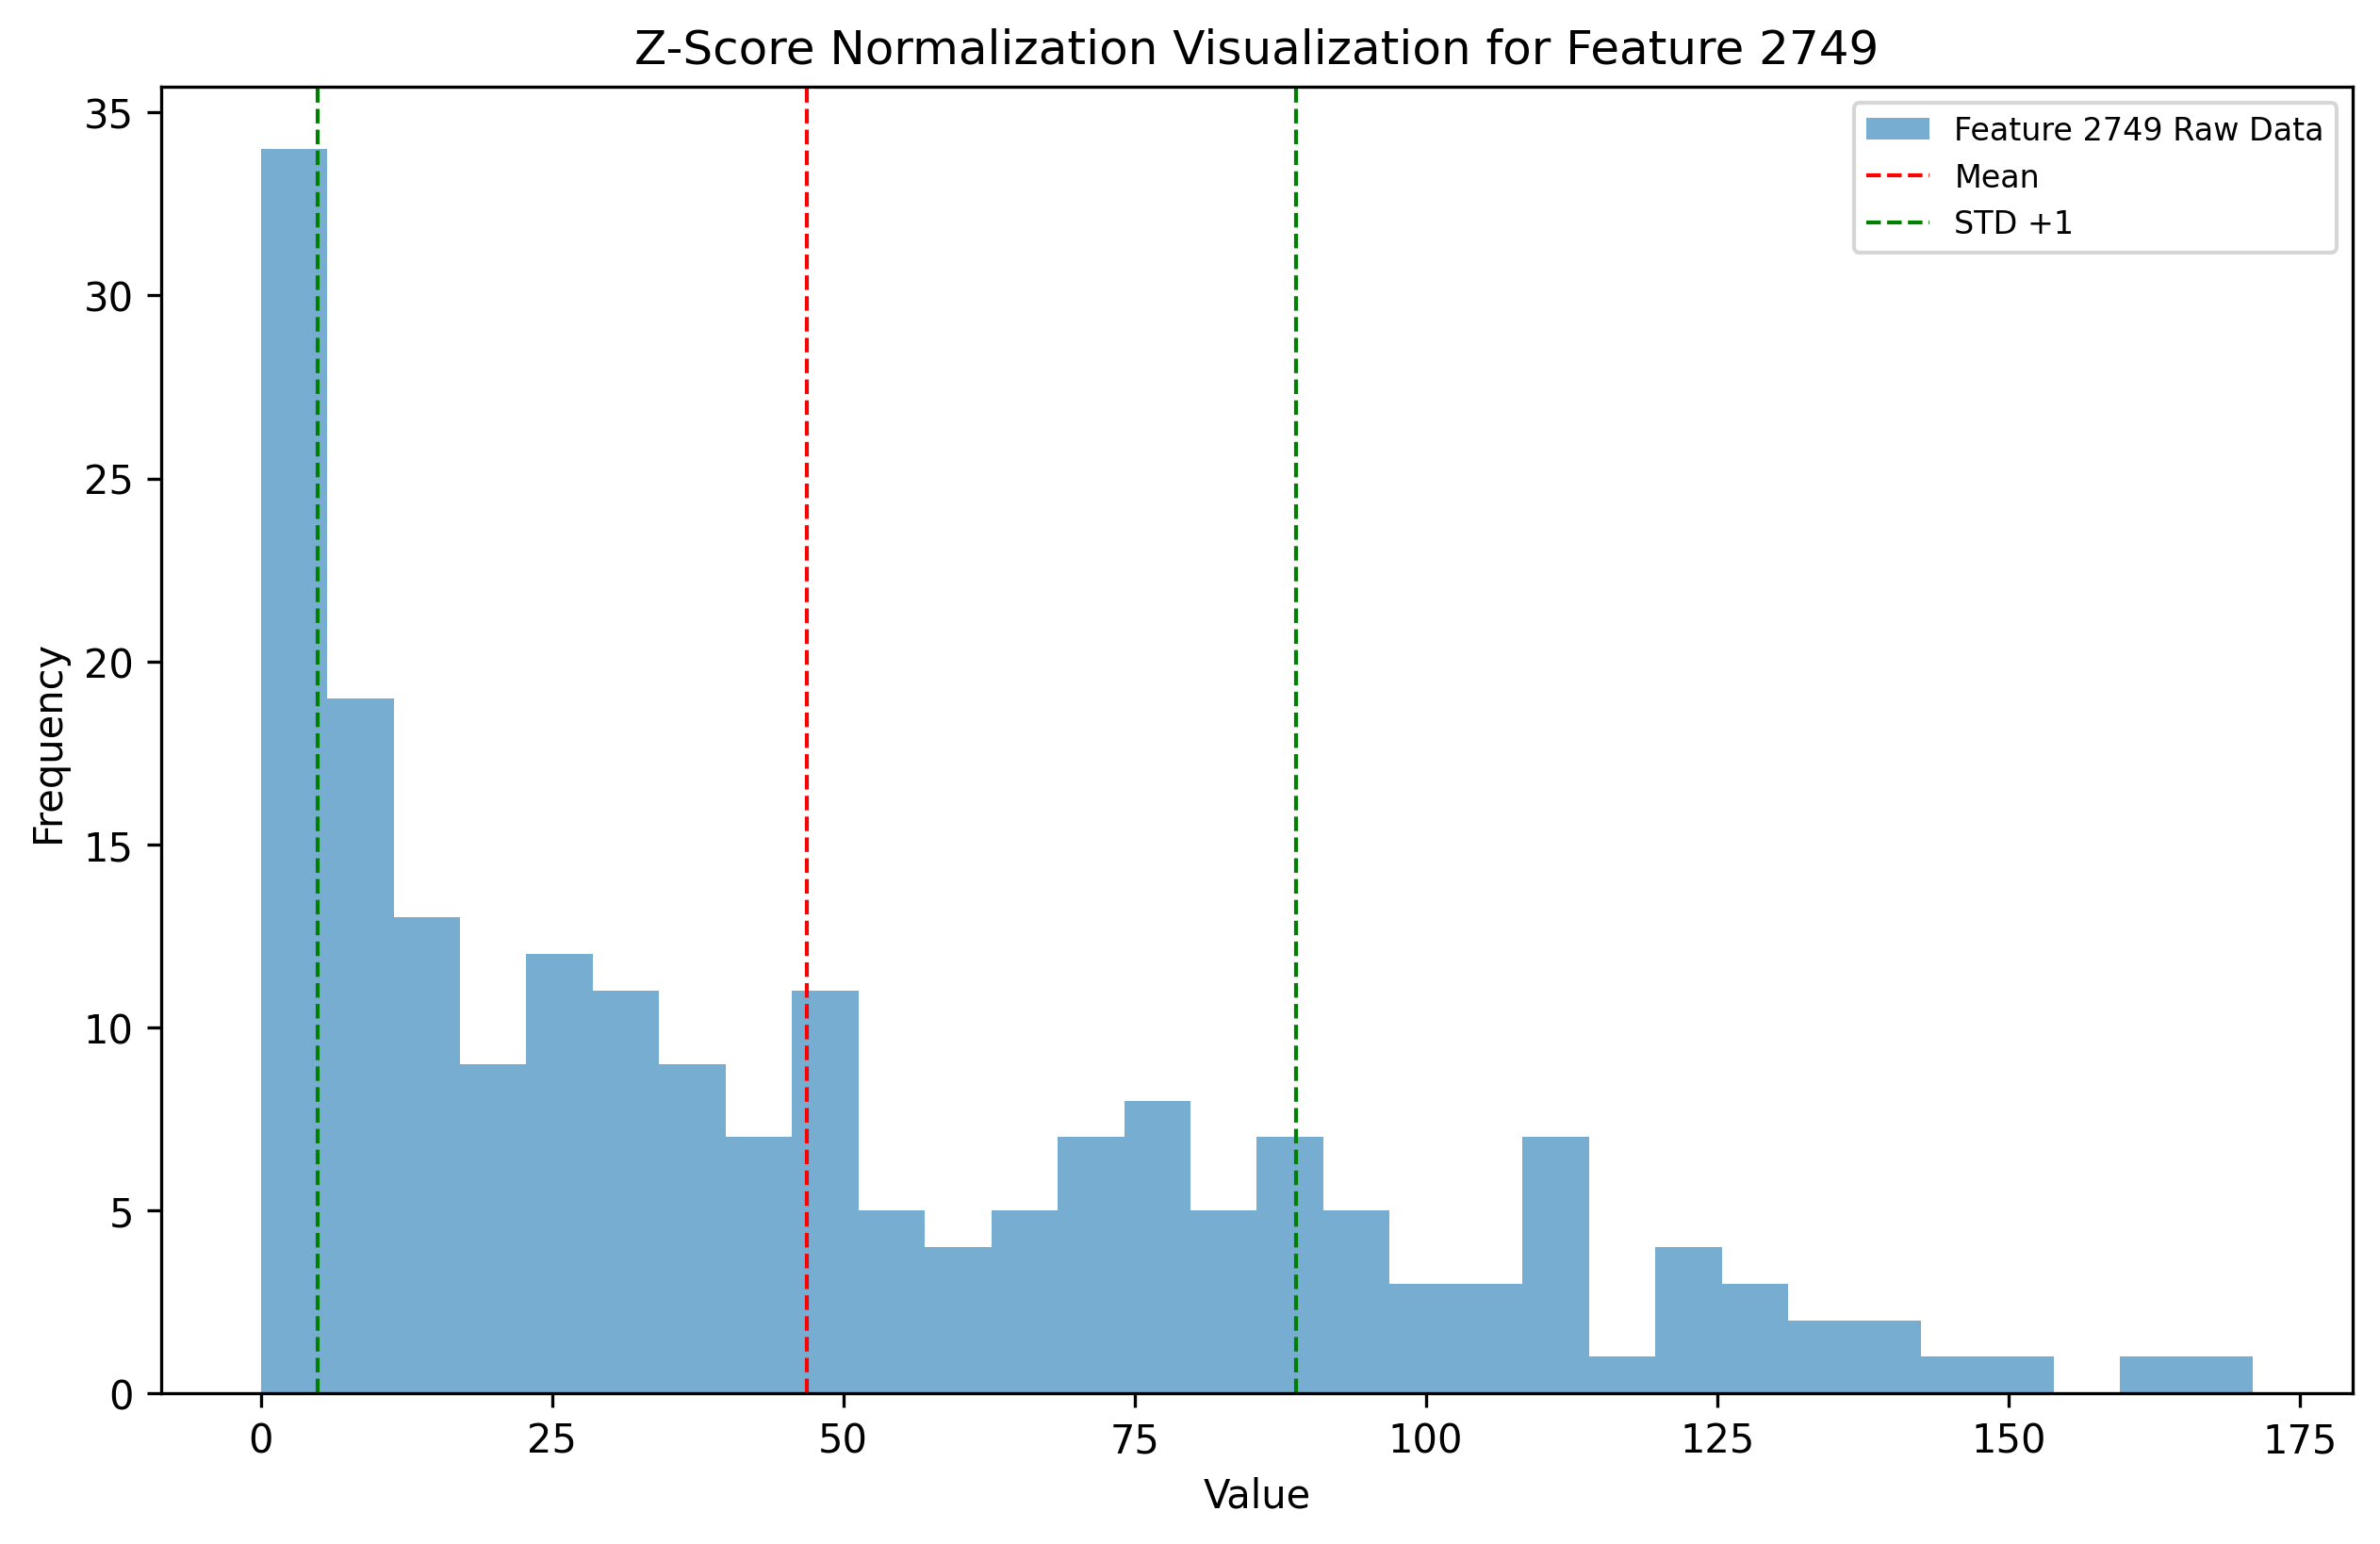 Z-Score Normalization Visualization for Feature 2749
Feature 2749 Raw Data
Mean
STD +1
Frequency
35
30
25
20
15
10
5
0
0 25 50 75 100 125 150 175
Value